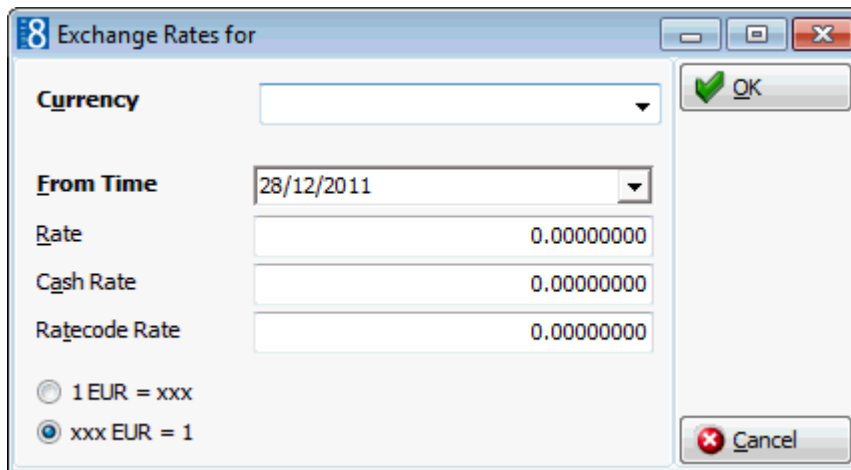 8 Exchange Rates for
Currency
OK
From Time 28/12/2011
Rate 0.00000000
Cash Rate 0.00000000
Ratecode Rate 0.00000000
1 EUR = xxx
xxx EUR = 1
Cancel